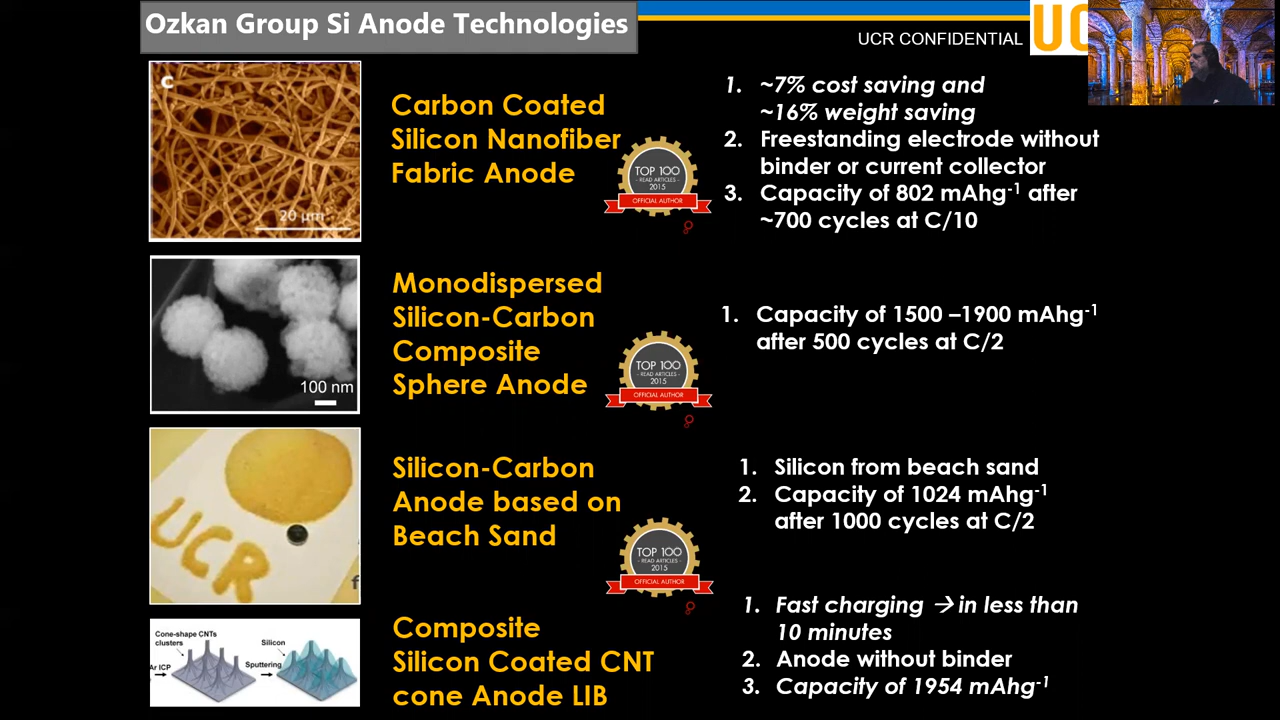 Ozkan Group Si Anode Technologies
UCR CONFIDENTIAL
UC
c
20 µm
Carbon Coated
Silicon Nanofiber
Fabric Anode
TOP 100
- READ ARTICLES -
2015
OFFICIAL AUTHOR
1. ~7% cost saving and
~16% weight saving
2. Freestanding electrode without
binder or current collector
3. Capacity of 802 mAhg⁻¹ after
~700 cycles at C/10
100 nm
Monodispersed
Silicon-Carbon
Composite
Sphere Anode
TOP 100
- READ ARTICLES -
2015
OFFICIAL AUTHOR
1. Capacity of 1500 –1900 mAhg⁻¹
after 500 cycles at C/2
UCR
f
Silicon-Carbon
Anode based on
Beach Sand
TOP 100
- READ ARTICLES -
2015
OFFICIAL AUTHOR
1. Silicon from beach sand
2. Capacity of 1024 mAhg⁻¹
after 1000 cycles at C/2
Cone-shape CNTs
clusters
Silicon
Ar ICP
Sputtering
Composite
Silicon Coated CNT
cone Anode LIB
1. Fast charging → in less than
10 minutes
2. Anode without binder
3. Capacity of 1954 mAhg⁻¹